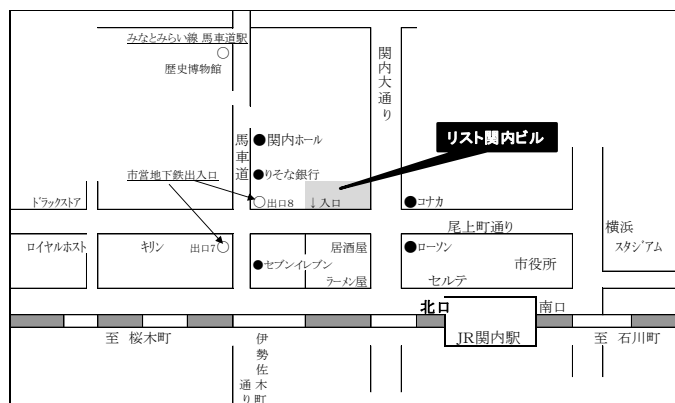 みなとみらい線 馬車道駅
歴史博物館
関内大通り
馬車道
関内ホール
リスト関内ビル
りそな銀行
市営地下鉄出入口
ドラックストア
出口8
↓入口
コナカ
尾上町通り
横浜
スタジアム
ロイヤルホスト
キリン
出口7
居酒屋
ローソン
市役所
セブンイレブン
ラーメン屋
セルテ
北口
南口
至 桜木町
伊勢佐木町通り
JR関内駅
至 石川町